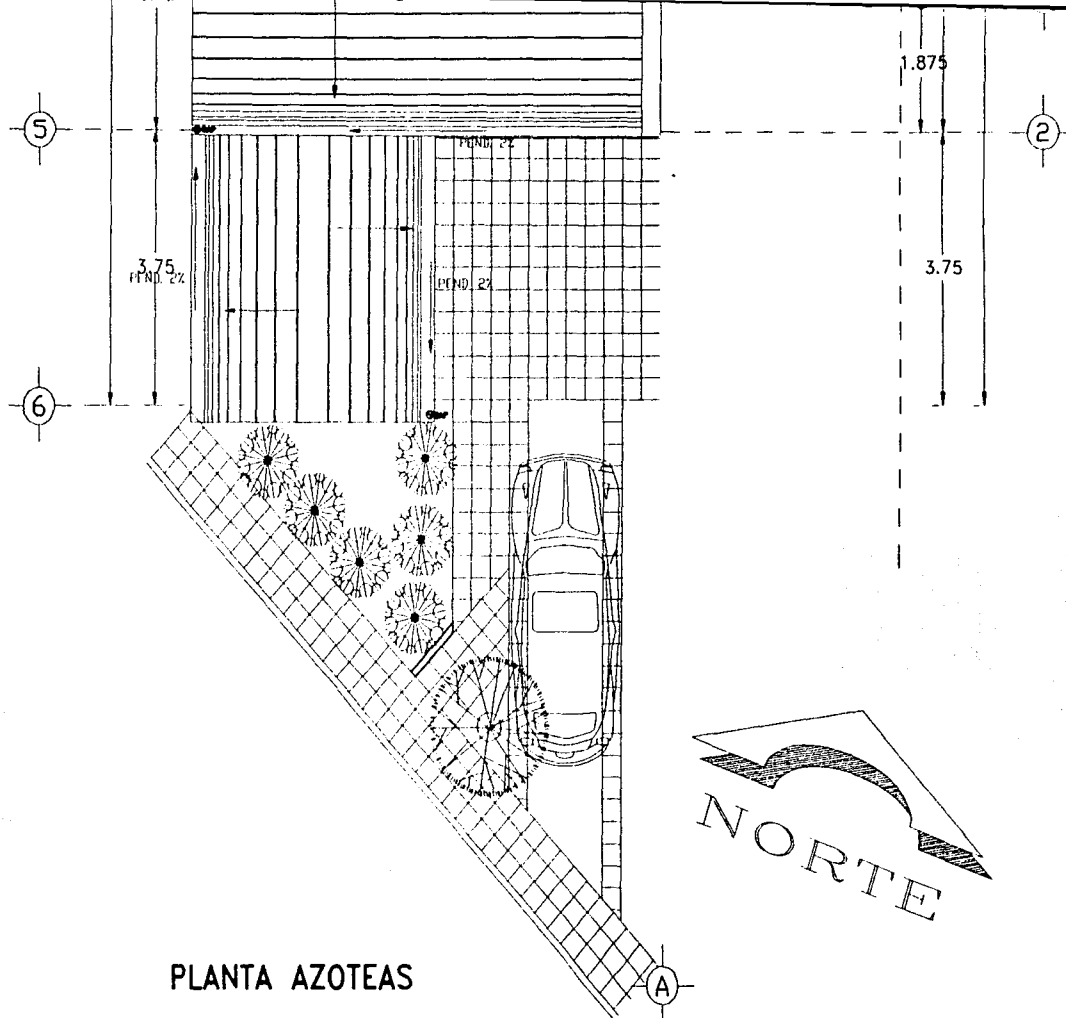 1.875
5
2
PEND. 2%
3.75
PEND. 2%
PEND. 2%
3.75
6
NORTE
PLANTA AZOTEAS
A